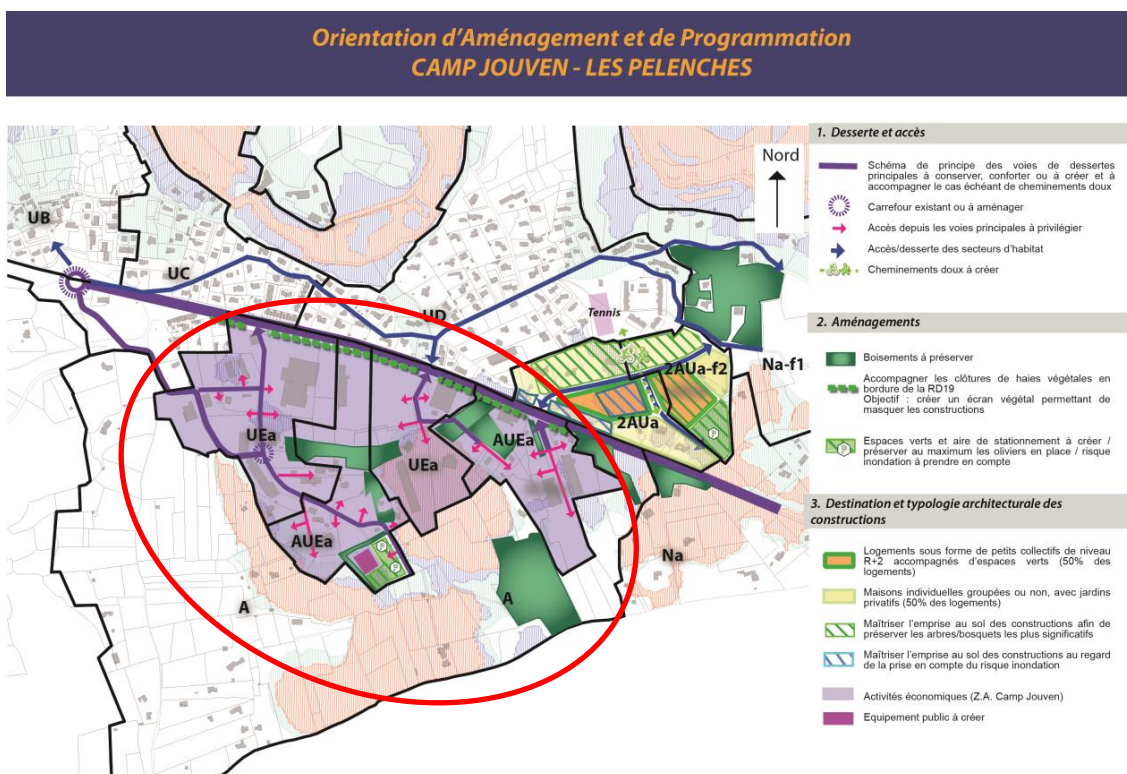 Orientation d'Aménagement et de Programmation
CAMP JOUVEN - LES PELENCHES
Nord
UB
UC
UD
Tennis
2AUa-f2
Na-f1
2AUa
UEa
AUEa
UEa
AUEa
Na
A
A
P
P
P
1. Desserte et accès
Schéma de principe des voies de dessertes
principales à conserver, conforter ou à créer et à
accompagner le cas échéant de cheminements doux
Carrefour existant ou à aménager
Accès depuis les voies principales à privilégier
Accès/desserte des secteurs d'habitat
Cheminements doux à créer
2. Aménagements
Boisements à préserver
Accompagner les clôtures de haies végétales en
bordure de la RD19
Objectif : créer un écran végétal permettant de
masquer les constructions
P
Espaces verts et aire de stationnement à créer /
préserver au maximum les oliviers en place / risque
inondation à prendre en compte
3. Destination et typologie architecturale des
constructions
Logements sous forme de petits collectifs de niveau
R+2 accompagnés d'espaces verts (50% des
logements)
Maisons individuelles groupées ou non, avec jardins
privatifs (50% des logements)
Maîtriser l'emprise au sol des constructions afin de
préserver les arbres/bosquets les plus significatifs
Maîtriser l'emprise au sol des constructions au regard
de la prise en compte du risque inondation
Activités économiques (Z.A. Camp Jouven)
Equipement public à créer